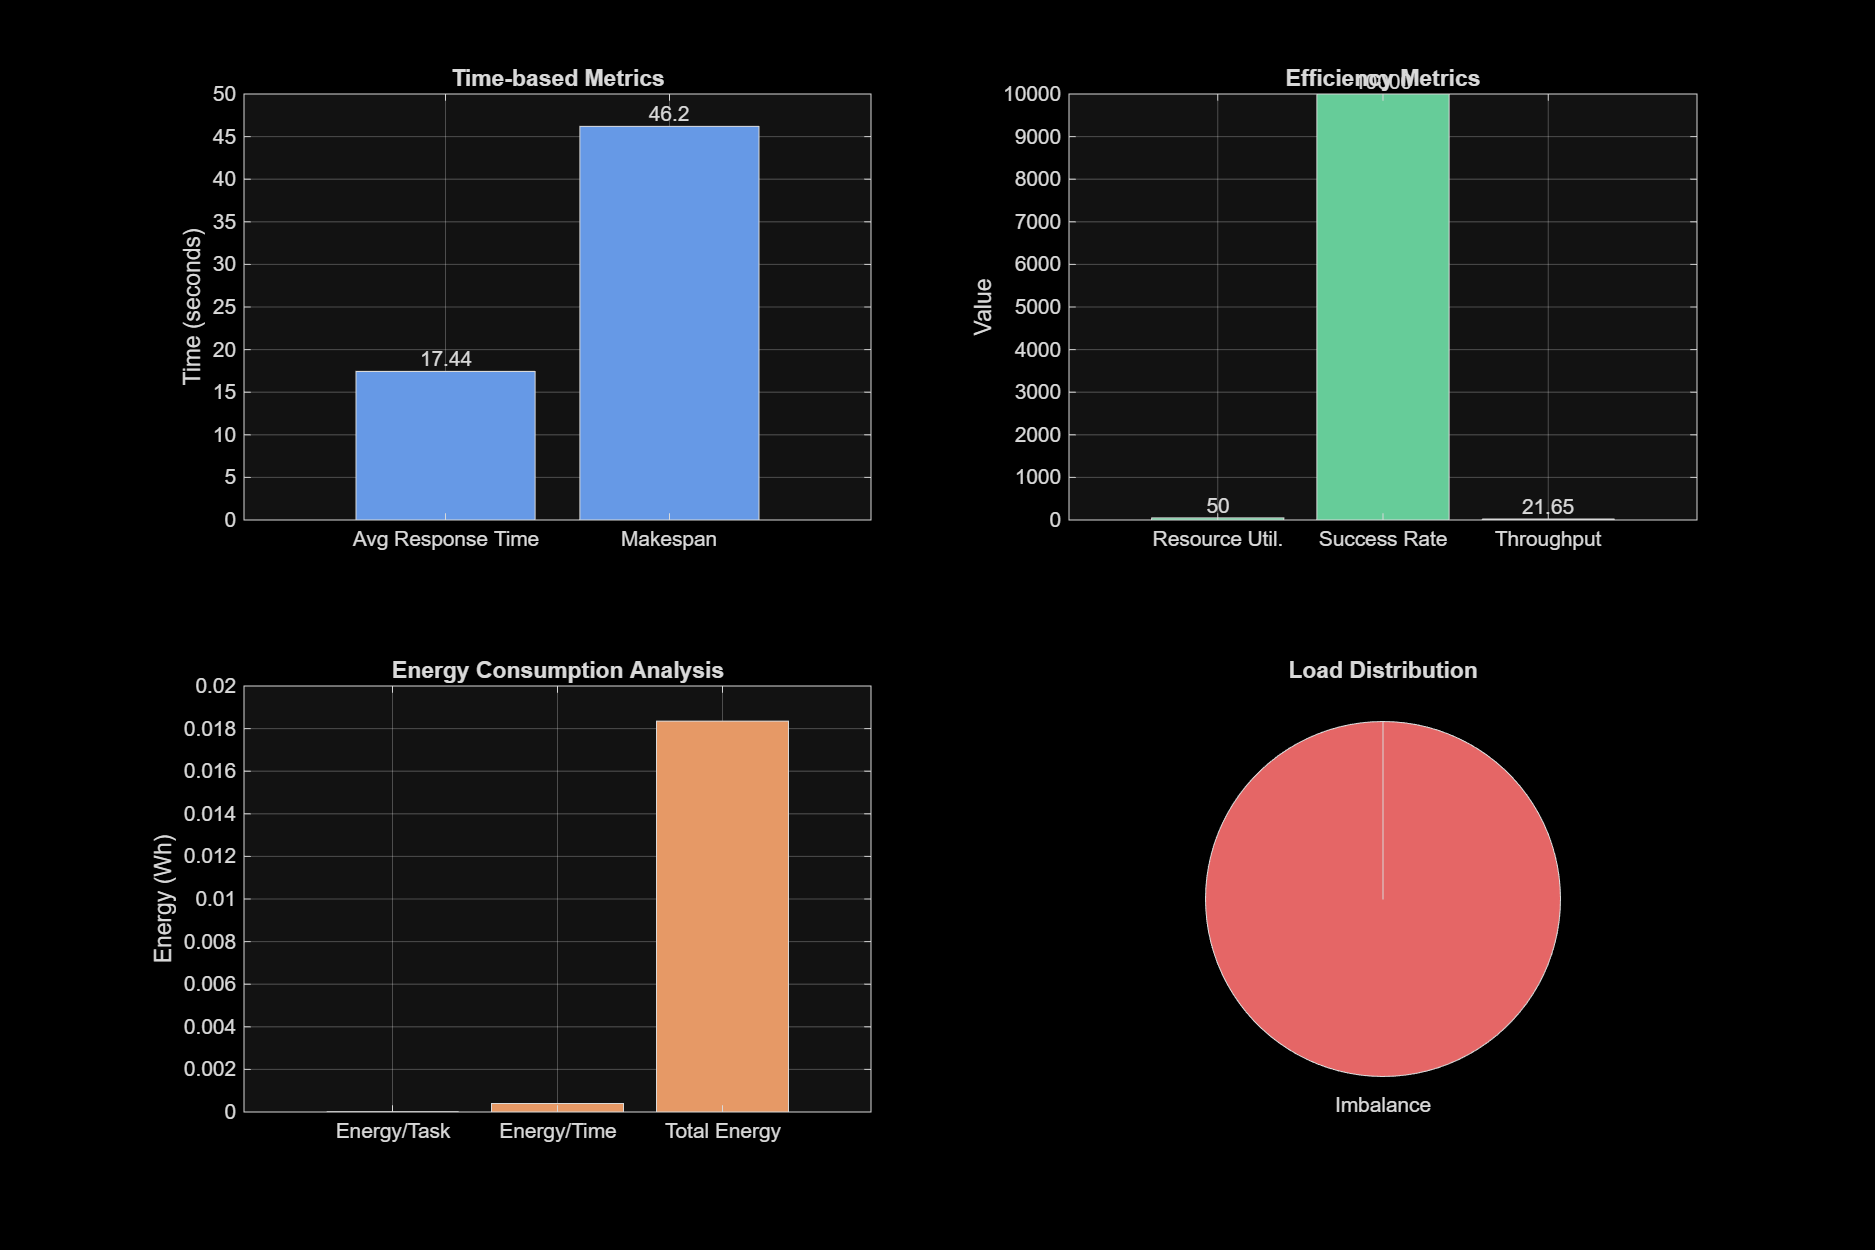 Time-based Metrics
50
45
40
35
30
25
20
15
10
5
0
Time (seconds)
17.44
46.2
Avg Response Time
Makespan
Efficiency Metrics
10000
10000
9000
8000
7000
6000
5000
4000
3000
2000
1000
0
Value
50
21.65
Resource Util.
Success Rate
Throughput
Energy Consumption Analysis
0.02
0.018
0.016
0.014
0.012
0.01
0.008
0.006
0.004
0.002
0
Energy (Wh)
Energy/Task
Energy/Time
Total Energy
Load Distribution
Imbalance